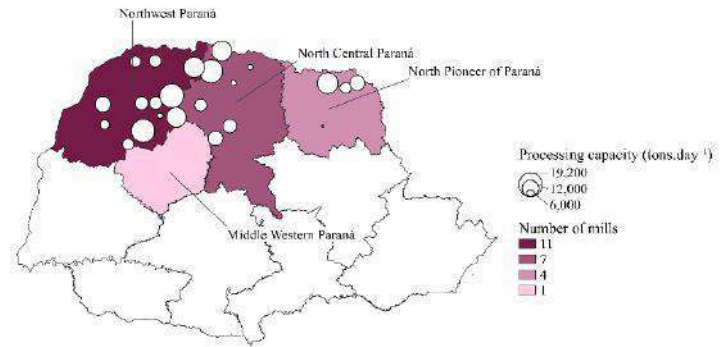 Northwest Paraná
North Central Paraná
North Pioneer of Paraná
Middle Western Paraná
Processing capacity (tons.day⁻¹)
19,200
12,000
6,000
Number of mills
11
7
4
1